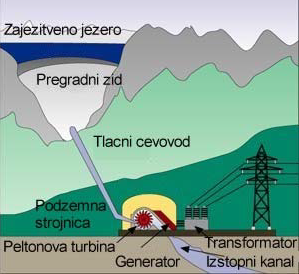 Zajezitveno jezero
Pregradni zid
Tlacni cevovod
Podzemna
strojnica
Peltonova turbina
Generator
Transformator
Izstopni kanal